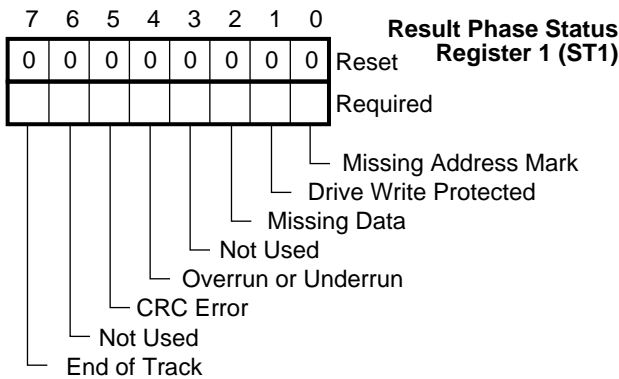 7 6 5 4 3 2 1 0
Result Phase Status
Register 1 (ST1)
0 0 0 0 0 0 0 0 Reset
Required
Missing Address Mark
Drive Write Protected
Missing Data
Not Used
Overrun or Underrun
CRC Error
Not Used
End of Track